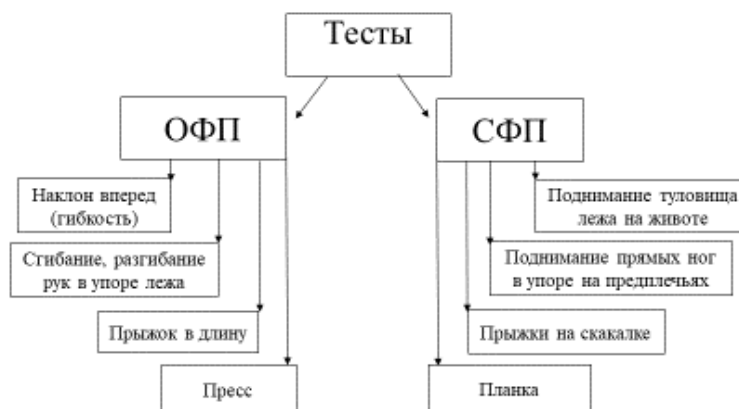 Тесты
ОФП
СФП
Наклон вперед
(гибкость)
Поднимание туловища
лежа на животе
Сгибание, разгибание
рук в упоре лежа
Поднимание прямых ног
в упоре на предплечьях
Прыжок в длину
Прыжки на скакалке
Пресс
Планка